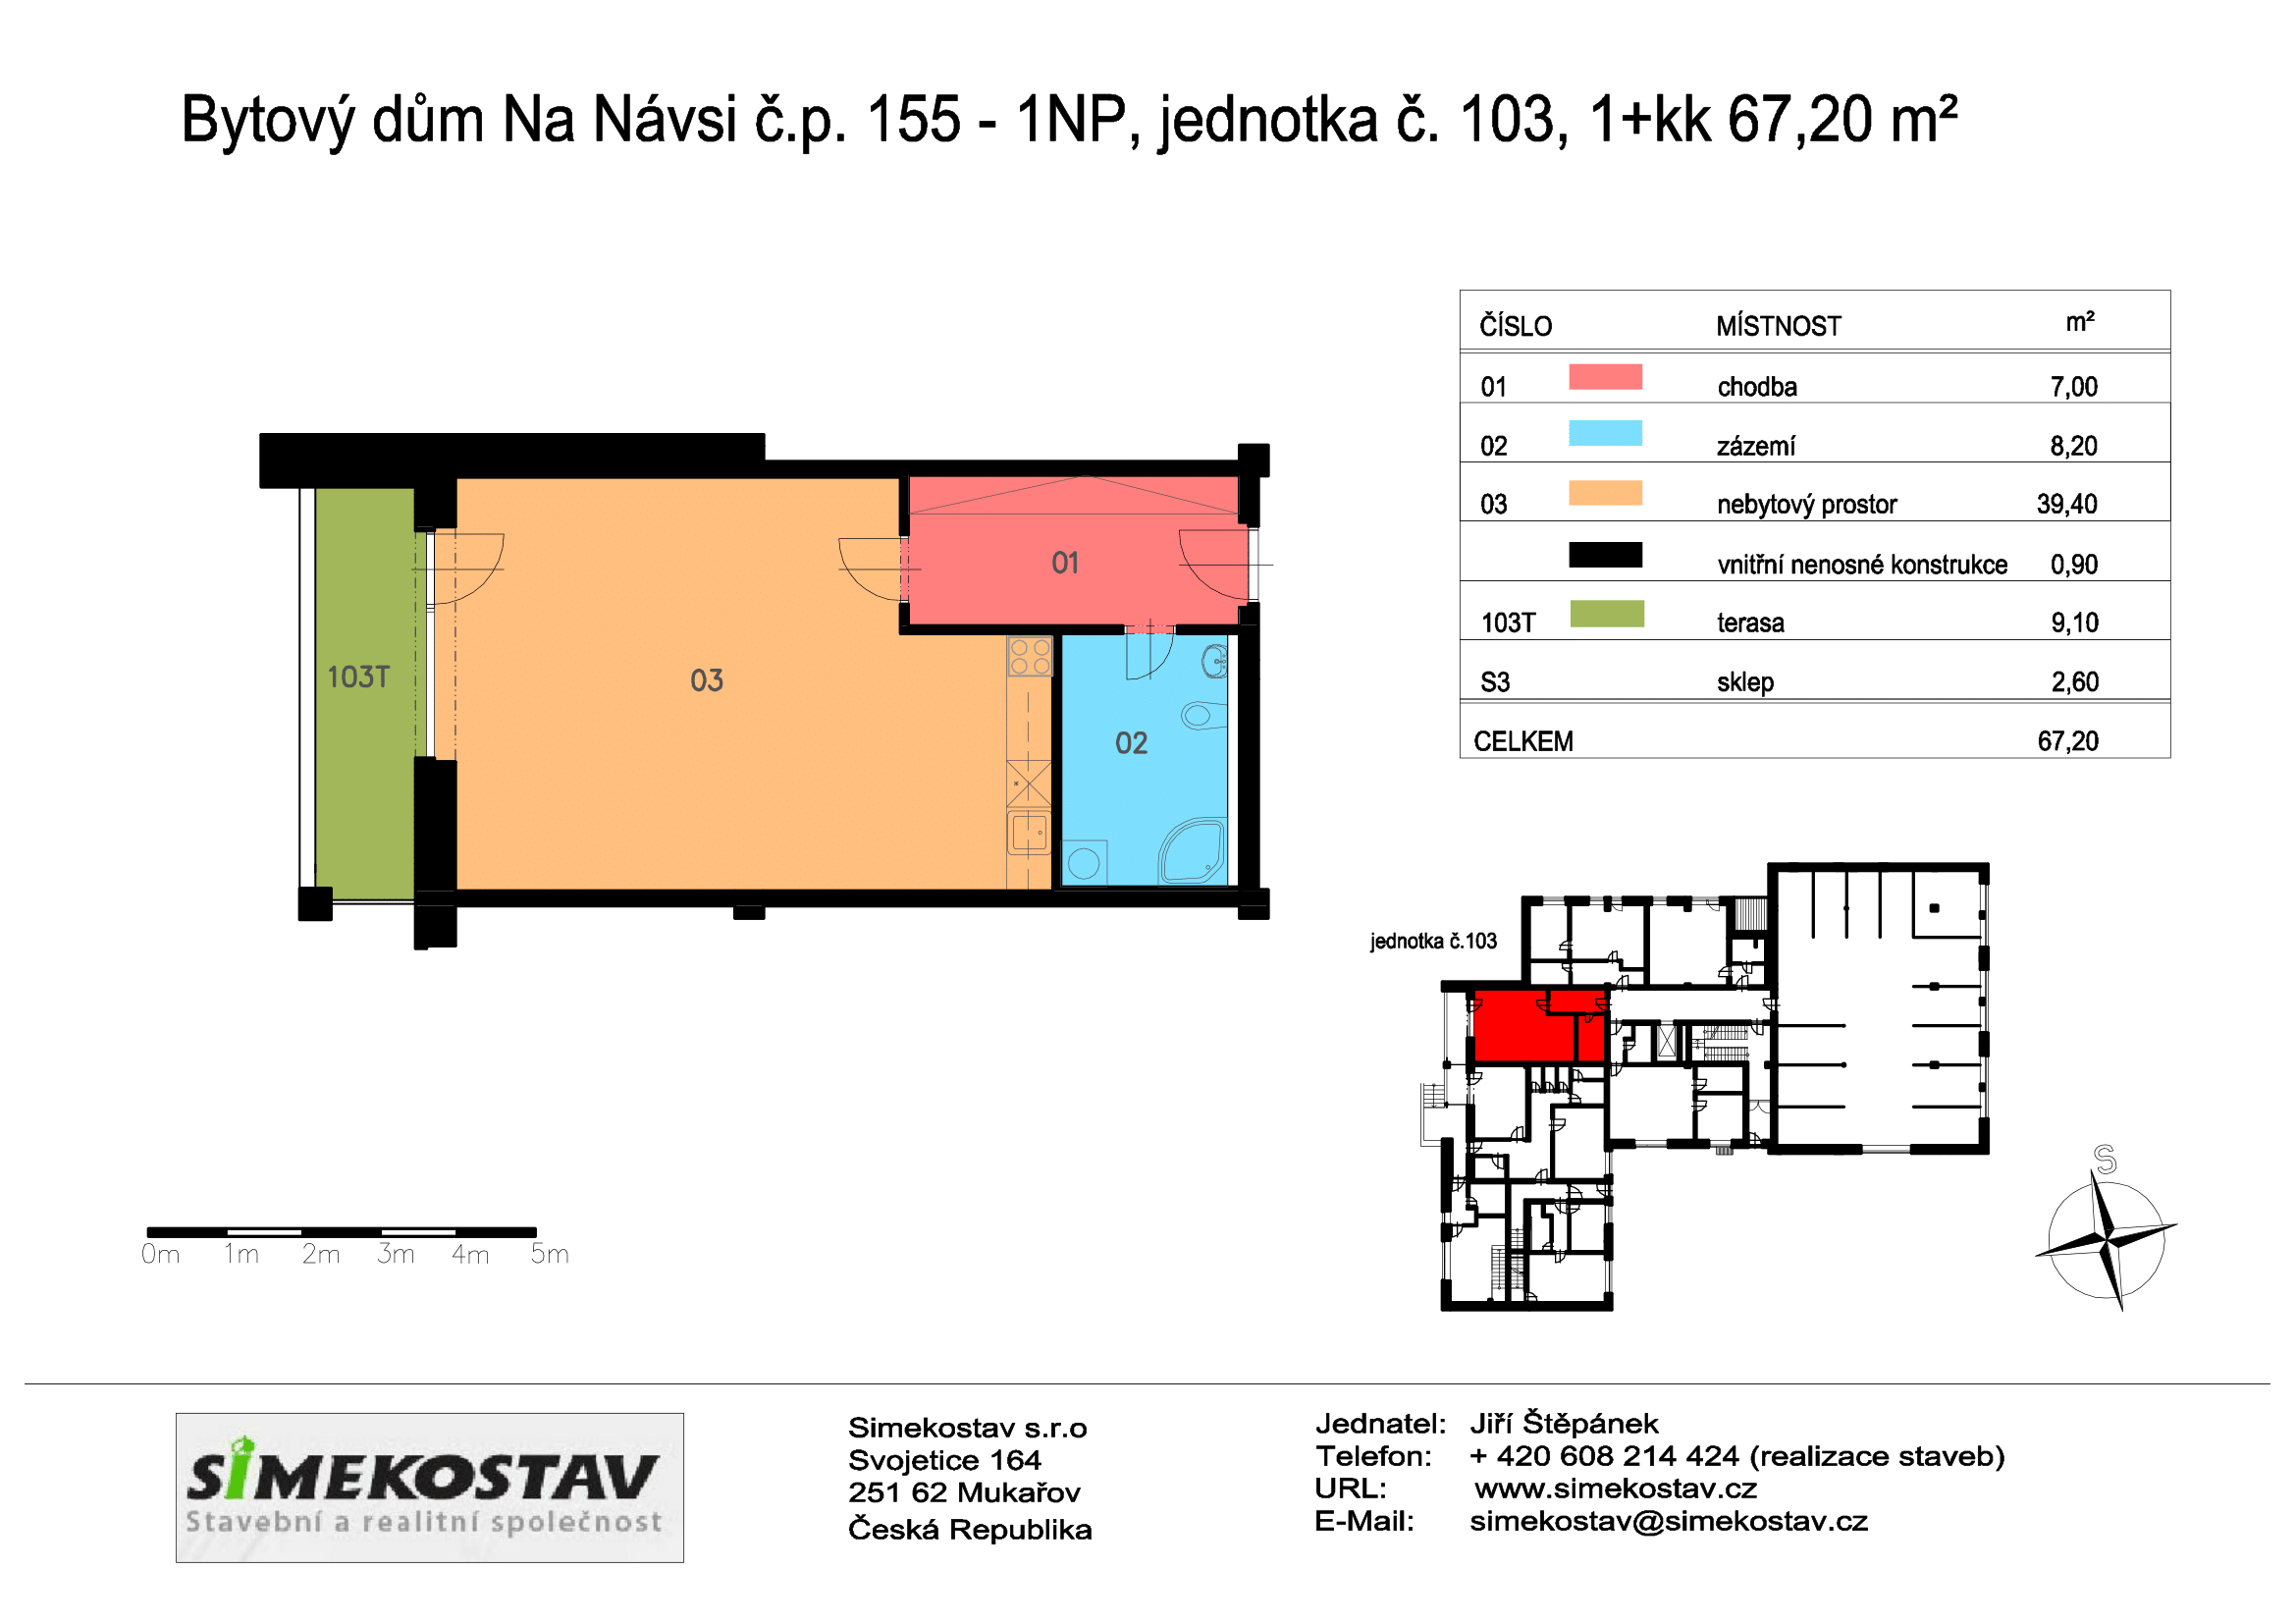 Bytový dům Na Návsi č.p. 155 - 1NP, jednotka č. 103, 1+kk 67,20 m²
ČÍSLO MÍSTNOST m²
01 chodba 7,00
02 zázemí 8,20
03 nebytový prostor 39,40
vnitřní nenosné konstrukce 0,90
103T terasa 9,10
S3 sklep 2,60
CELKEM 67,20
01
103T
03
02
jednotka č.103
S
0m 1m 2m 3m 4m 5m
SIMEKOSTAV
Stavební a realitní společnost
Simekostav s.r.o
Svojetice 164
251 62 Mukařov
Česká Republika
Jednatel: Jiří Štěpánek
Telefon: + 420 608 214 424 (realizace staveb)
URL: www.simekostav.cz
E-Mail: simekostav@simekostav.cz